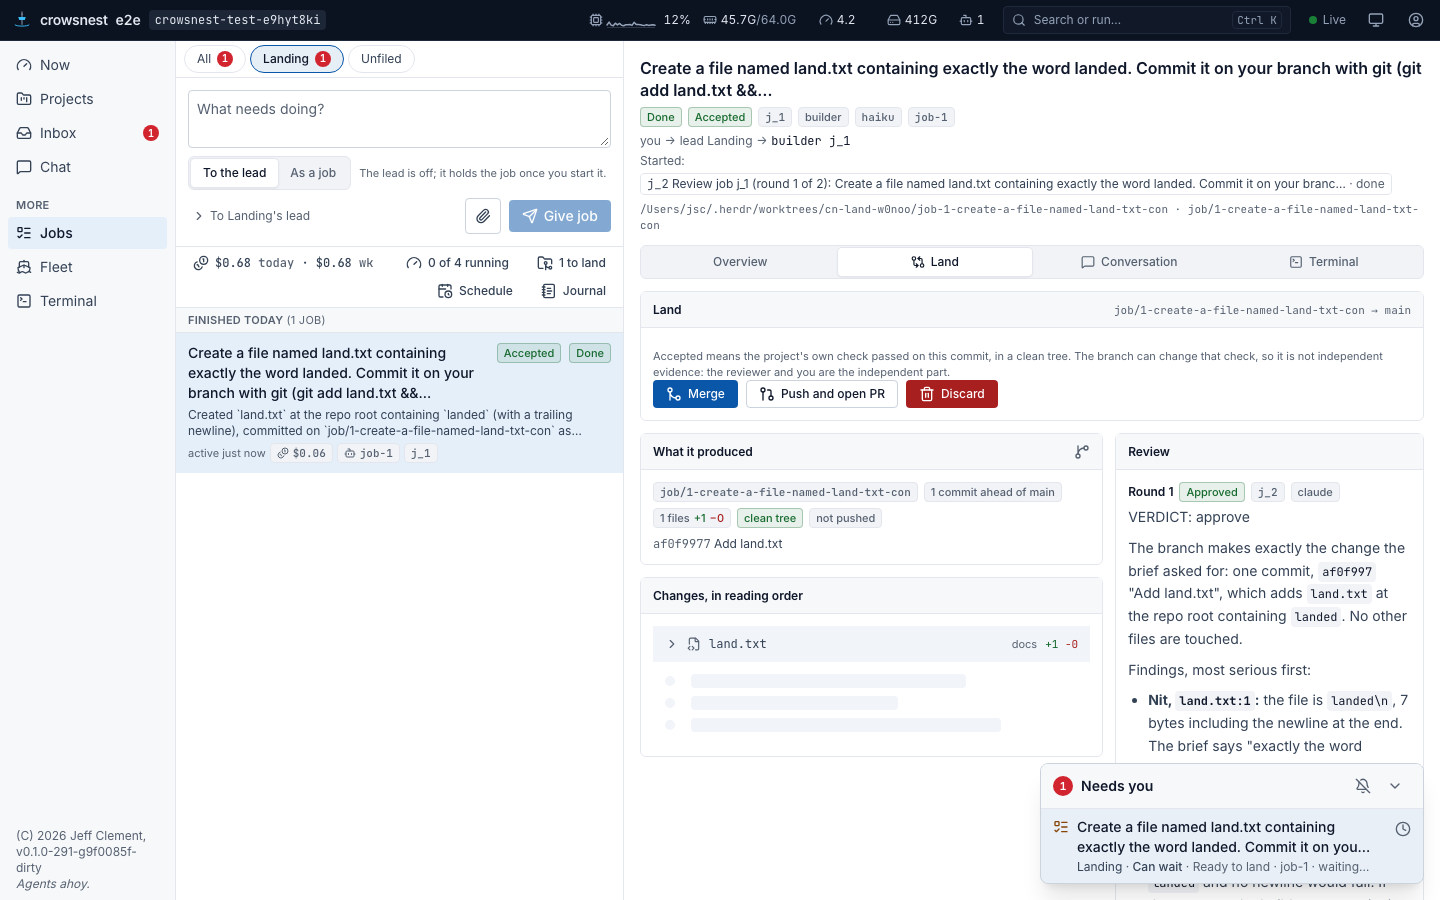 crowsnest e2e crowsnest-test-e9hyt8ki
12% 45.7G/64.0G 4.2 412G 1
Search or run... Ctrl K
Live
Now
Projects
Inbox 1
Chat
MORE
Jobs
Fleet
Terminal
(C) 2026 Jeff Clement,
v0.1.0-291-g9f0085f-
dirty
Agents ahoy.
All 1 Landing 1 Unfiled
What needs doing?
To the lead As a job The lead is off; it holds the job once you start it.
To Landing's lead Give job
$0.68 today · $0.68 wk 0 of 4 running 1 to land
Schedule Journal
FINISHED TODAY (1 JOB)
Create a file named land.txt containing
exactly the word landed. Commit it on your
branch with git (git add land.txt &&...
Accepted Done
Created `land.txt` at the repo root containing `landed` (with a trailing
newline), committed on `job/1-create-a-file-named-land-txt-con` as...
active just now $0.06 job-1 j_1
Create a file named land.txt containing exactly the word landed. Commit it on your branch with git (git
add land.txt &&...
Done Accepted j_1 builder haiku job-1
you → lead Landing → builder j_1
Started:
j_2 Review job j_1 (round 1 of 2): Create a file named land.txt containing exactly the word landed. Commit it on your branc... · done
/Users/jsc/.herdr/worktrees/cn-land-w0noo/job-1-create-a-file-named-land-txt-con · job/1-create-a-file-named-land-txt-
con
Overview Land Conversation Terminal
Land job/1-create-a-file-named-land-txt-con → main
Accepted means the project's own check passed on this commit, in a clean tree. The branch can change that check, so it is not independent
evidence: the reviewer and you are the independent part.
Merge Push and open PR Discard
What it produced
job/1-create-a-file-named-land-txt-con 1 commit ahead of main
1 files +1 −0 clean tree not pushed
af0f9977 Add land.txt
Changes, in reading order
land.txt docs +1 -0
Review
Round 1 Approved j_2 claude
VERDICT: approve
The branch makes exactly the change the
brief asked for: one commit, af0f997
"Add land.txt", which adds land.txt at
the repo root containing landed. No other
files are touched.
Findings, most serious first:
• Nit, land.txt:1: the file is landed\n, 7
bytes including the newline at the end.
The brief says "exactly the word
1 Needs you
Create a file named land.txt containing
exactly the word landed. Commit it on you...
Landing · Can wait · Ready to land · job-1 · waiting...